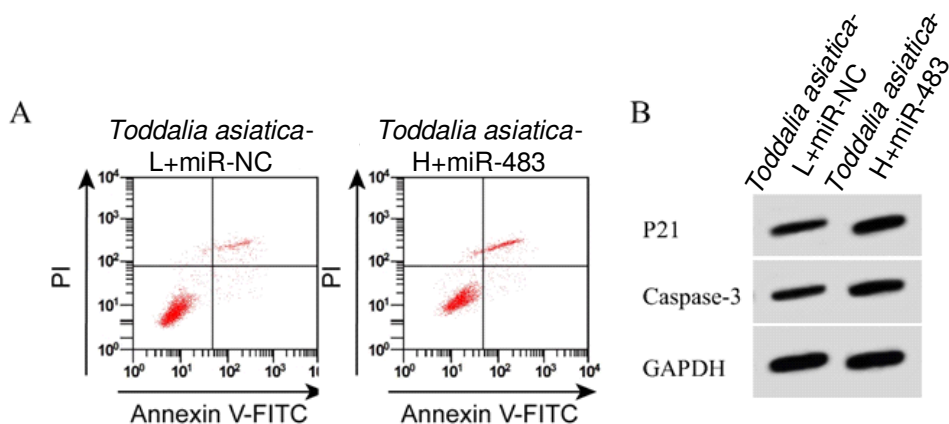 A
Toddalia asiatica-
L+miR-NC
10⁴
10³
10²
10¹
10⁰
PI
10⁰ 10¹ 10² 10³ 1
Annexin V-FITC
Toddalia asiatica-
H+miR-483
10⁴
10³
10²
10¹
10⁰
PI
10⁰ 10¹ 10² 10³ 10⁴
Annexin V-FITC
B
Toddalia asiatica-
L+miR-NC
Toddalia asiatica-
H+miR-483
P21
Caspase-3
GAPDH